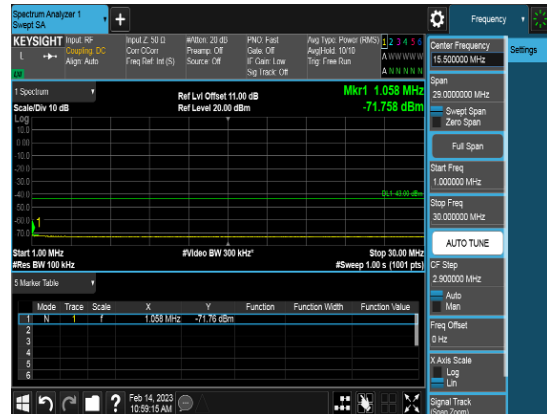 Spectrum Analyzer 1
Swept SA
+
Frequency
KEYSIGHT
Input: RF
Coupling: DC
Align: Auto
Input Z: 50 Ω
Corr CCorr
Freq Ref: Int (S)
#Atten: 20 dB
Preamp: Off
Source: Off
PNO: Fast
Gate: Off
IF Gain: Low
Sig Track: Off
Avg Type: Power (RMS)
Avg|Hold: 10/10
Trig: Free Run
1 2 3 4 5 6
A W W W W W
A N N N N N
L
LXI
Center Frequency
15.500000 MHz
Settings
1 Spectrum
Scale/Div 10 dB
Ref Lvl Offset 11.00 dB
Ref Level 20.00 dBm
Mkr1 1.058 MHz
-71.758 dBm
Log
10.0
0.00
-10.0
-20.0
-30.0
-40.0
-50.0
-60.0
-70.0
DL1 -43.00 dBm
1
Start 1.00 MHz
#Res BW 100 kHz
#Video BW 300 kHz*
Stop 30.00 MHz
#Sweep 1.00 s (1001 pts)
Span
29.0000000 MHz
Swept Span
Zero Span
Full Span
Start Freq
1.000000 MHz
Stop Freq
30.000000 MHz
AUTO TUNE
CF Step
2.900000 MHz
Auto
Man
Freq Offset
0 Hz
X Axis Scale
Log
Lin
Signal Track
(Span Zoom)
5 Marker Table
Mode Trace Scale X Y Function Function Width Function Value
1 N 1 f 1.058 MHz -71.76 dBm
2
3
4
5
6
?
Feb 14, 2023
10:59:15 AM